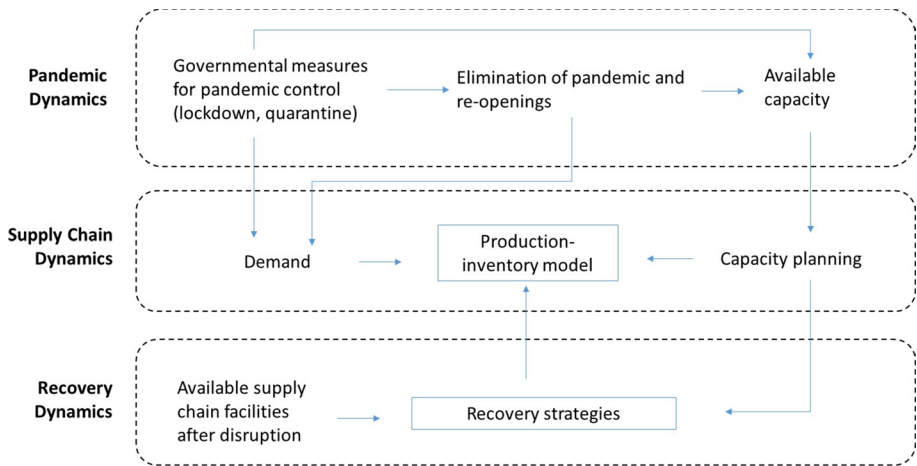 Pandemic
Dynamics
Governmental measures
for pandemic control
(lockdown, quarantine)
Elimination of pandemic and
re-openings
Available
capacity
Supply Chain
Dynamics
Demand
Production-
inventory model
Capacity planning
Recovery
Dynamics
Available supply
chain facilities
after disruption
Recovery strategies